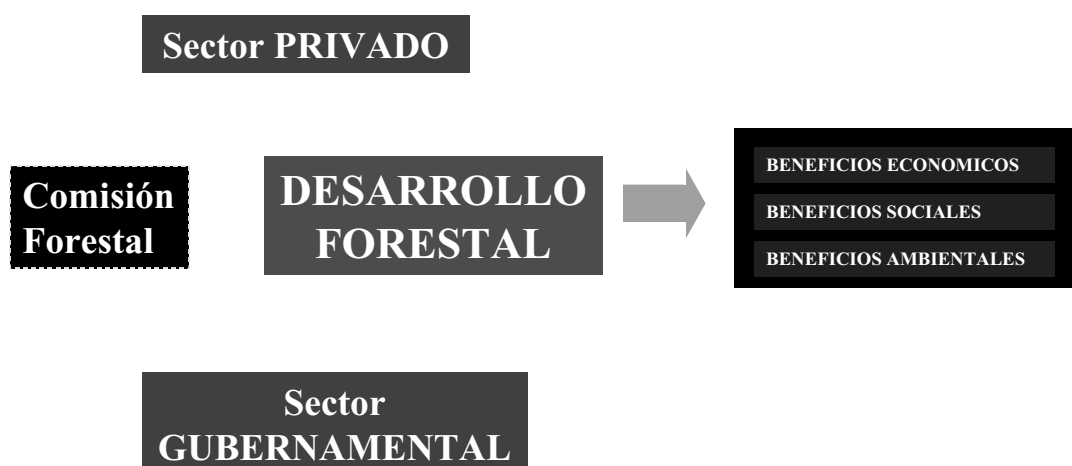 Sector PRIVADO
Comisión
Forestal
DESARROLLO
FORESTAL
BENEFICIOS ECONOMICOS
BENEFICIOS SOCIALES
BENEFICIOS AMBIENTALES
Sector
GUBERNAMENTAL